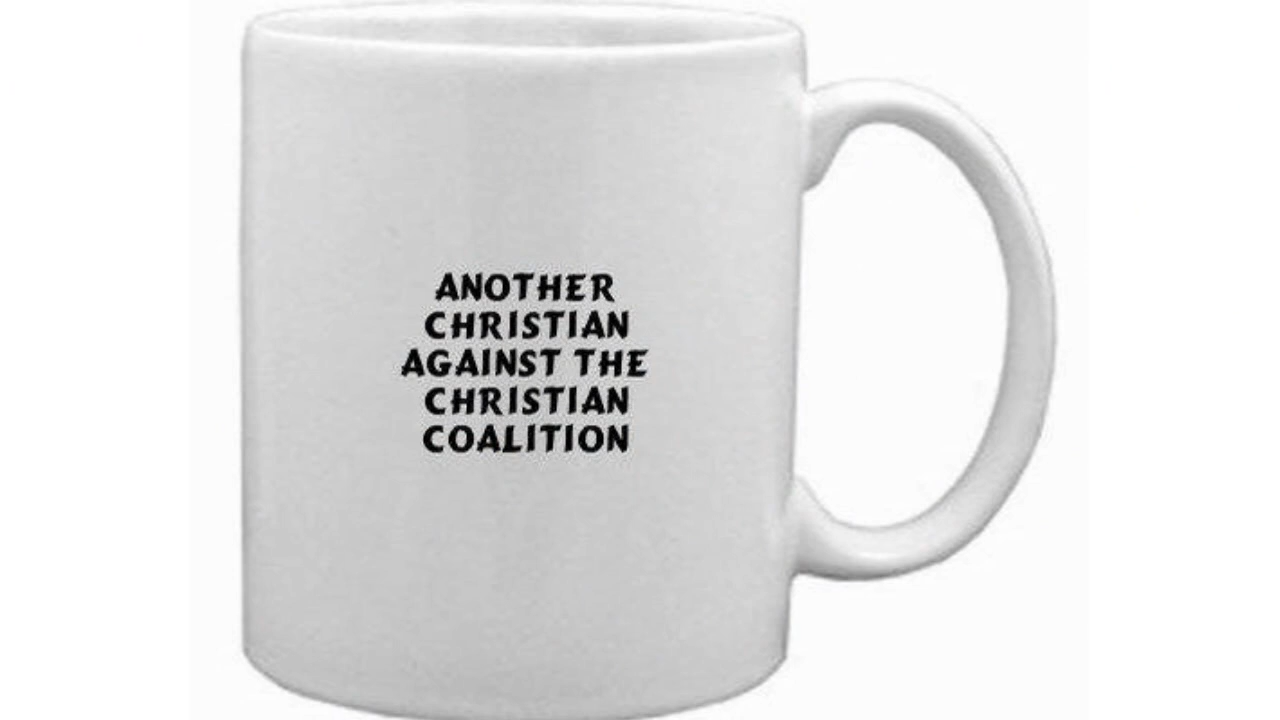 ANOTHER
CHRISTIAN
AGAINST THE
CHRISTIAN
COALITION